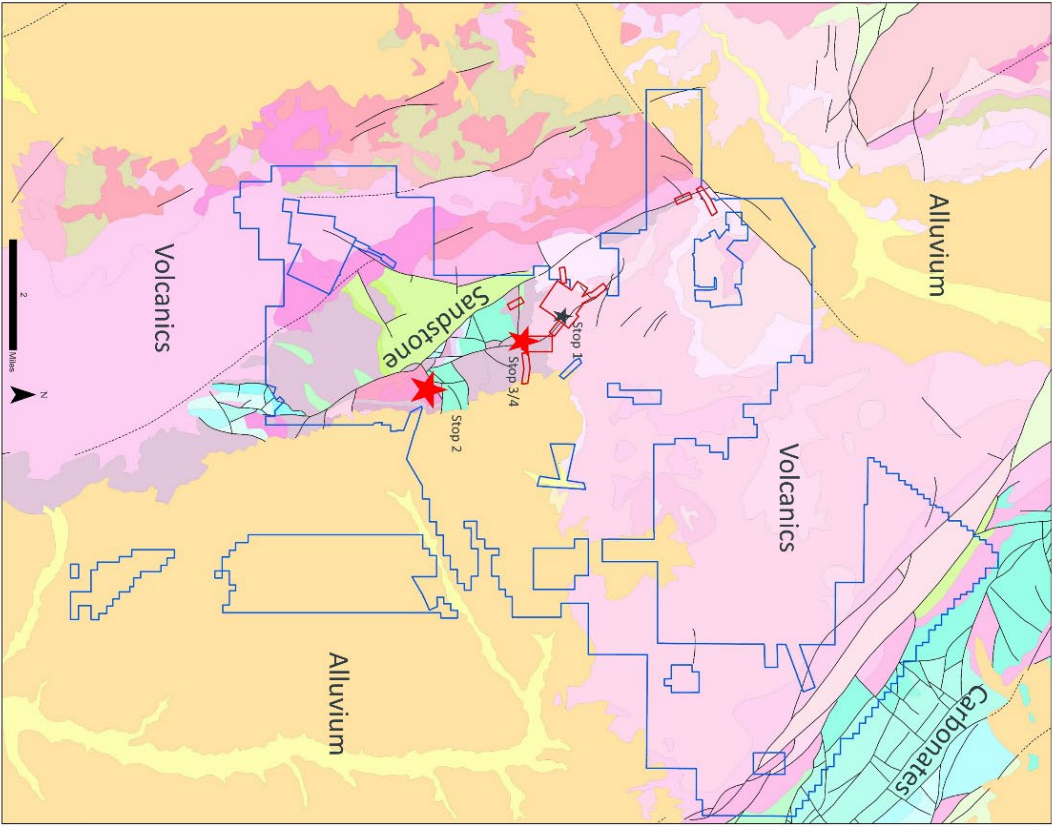 Alluvium
Volcanics
Carbonates
Stop 1
Stop 3/4
Stop 2
Sandstone
Alluvium
Volcanics
N
2
Miles